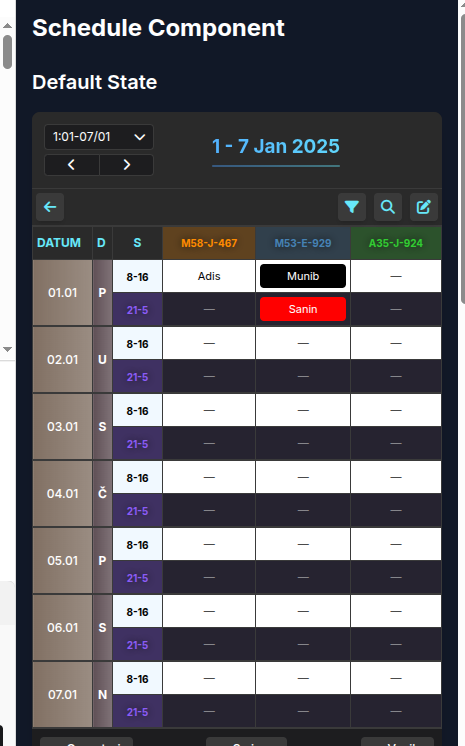 Schedule Component
Default State
1:01-07/01
1 - 7 Jan 2025
DATUM D S M58-J-467 M53-E-929 A35-J-924
01.01 P 8-16 Adis Munib —
21-5 — Sanin —
02.01 U 8-16 — — —
21-5 — — —
03.01 S 8-16 — — —
21-5 — — —
04.01 Č 8-16 — — —
21-5 — — —
05.01 P 8-16 — — —
21-5 — — —
06.01 S 8-16 — — —
21-5 — — —
07.01 N 8-16 — — —
21-5 — — —